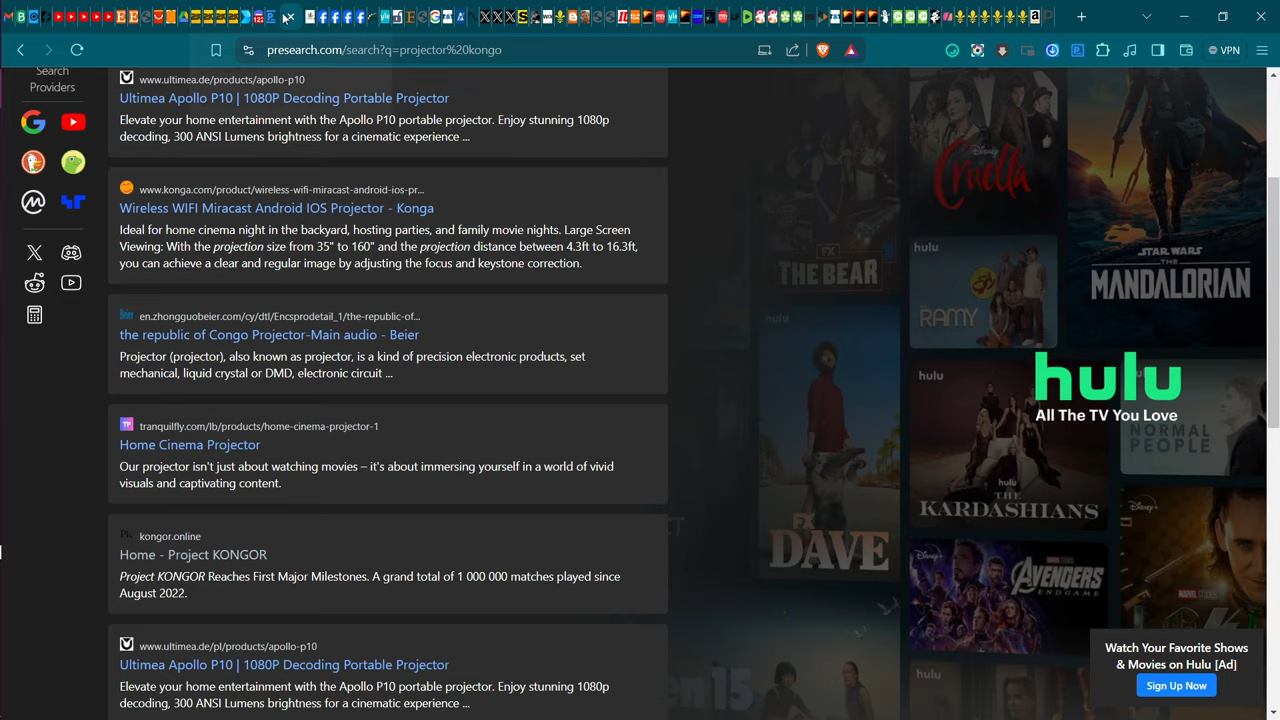 presearch.com/search?q=projector%20kongo
VPN
Search
Providers
www.ultimea.de/products/apollo-p10
Ultimea Apollo P10 | 1080P Decoding Portable Projector
Elevate your home entertainment with the Apollo P10 portable projector. Enjoy stunning 1080p
decoding, 300 ANSI Lumens brightness for a cinematic experience ...
www.konga.com/product/wireless-wifi-miracast-android-ios-pr...
Wireless WIFI Miracast Android IOS Projector - Konga
Ideal for home cinema night in the backyard, hosting parties, and family movie nights. Large Screen
Viewing: With the projection size from 35" to 160" and the projection distance between 4.3ft to 16.3ft,
you can achieve a clear and regular image by adjusting the focus and keystone correction.
en.zhongguobeier.com/cy/dtl/Encsprodetail_1/the-republic-of...
the republic of Congo Projector-Main audio - Beier
Projector (projector), also known as projector, is a kind of precision electronic products, set
mechanical, liquid crystal or DMD, electronic circuit ...
tranquilfly.com/lb/products/home-cinema-projector-1
Home Cinema Projector
Our projector isn't just about watching movies – it's about immersing yourself in a world of vivid
visuals and captivating content.
kongor.online
Home - Project KONGOR
Project KONGOR Reaches First Major Milestones. A grand total of 1 000 000 matches played since
August 2022.
www.ultimea.de/pl/products/apollo-p10
Ultimea Apollo P10 | 1080P Decoding Portable Projector
Elevate your home entertainment with the Apollo P10 portable projector. Enjoy stunning 1080p
decoding, 300 ANSI Lumens brightness for a cinematic experience ...
Disney
Cruella
FX
THE BEAR
hulu
RAMY
STAR WARS
THE
MANDALORIAN
hulu
hulu
All The TV You Love
hulu
hulu
THE
KARDASHIANS
hulu
NORMAL
PEOPLE
FX
DAVE
Disney+
MARVEL STUDIOS
AVENGERS
ENDGAME
Disney+
Watch Your Favorite Shows
& Movies on Hulu [Ad]
Sign Up Now